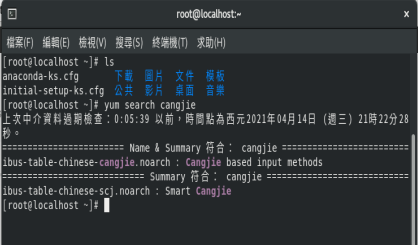 root@localhost:~
檔案(F) 編輯(E) 檢視(V) 搜尋(S) 終端機(T) 求助(H)
[root@localhost ~]# ls
anaconda-ks.cfg 下載 圖片 文件 模板
initial-setup-ks.cfg 公共 影片 桌面 音樂
[root@localhost ~]# yum search cangjie
上次中介資料過期檢查：0:05:39 以前，時間點為西元2021年04月14日 (週三) 21時22分28
秒。
======================== Name & Summary 符合： cangjie =========================
ibus-table-chinese-cangjie.noarch : Cangjie based input methods
============================ Summary 符合： cangjie ============================
ibus-table-chinese-scj.noarch : Smart Cangjie
[root@localhost ~]#